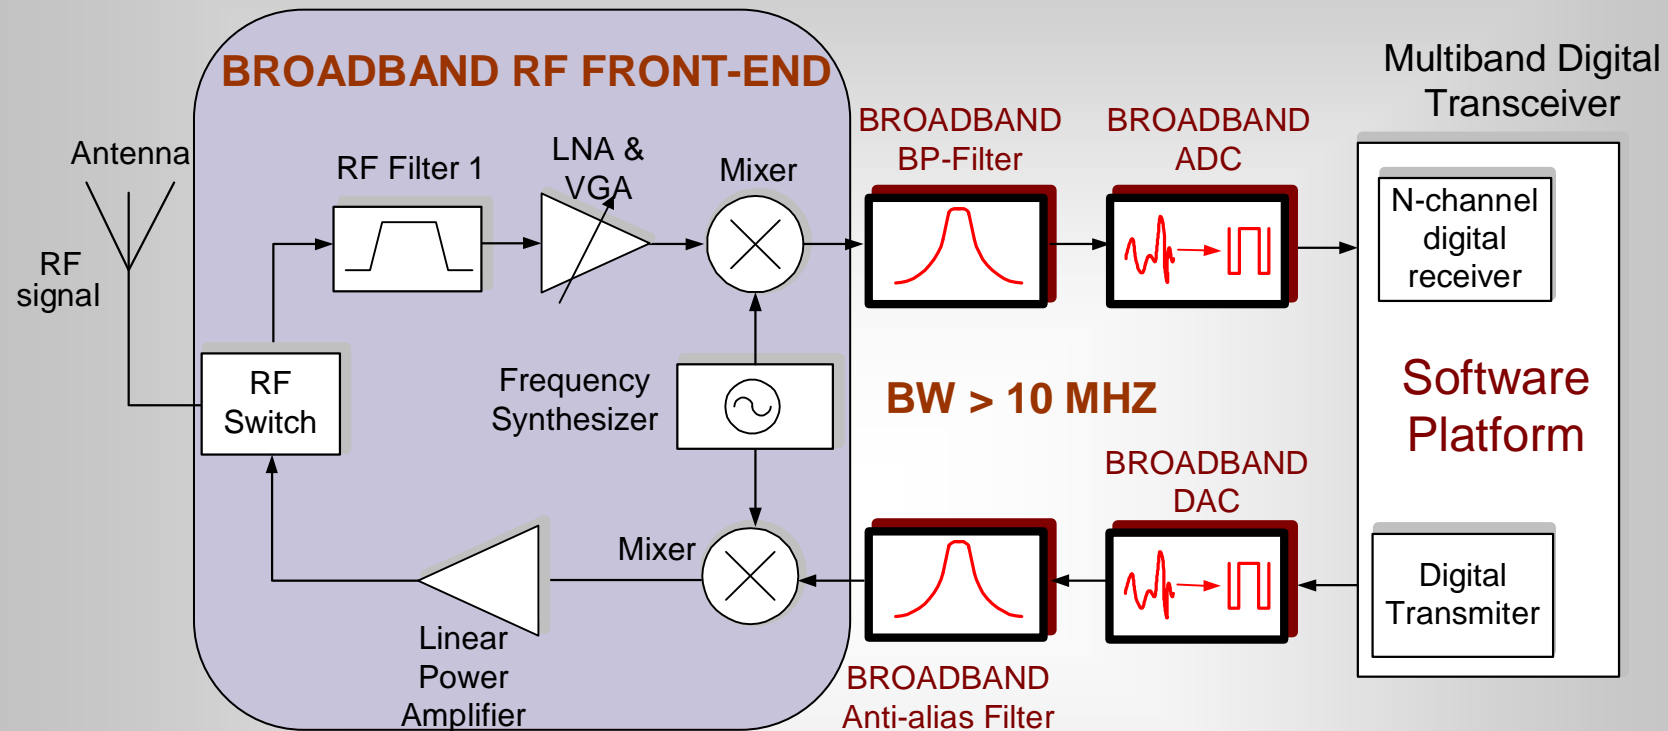 BROADBAND RF FRONT-END
Multiband Digital
Transceiver
Antenna
RF
signal
RF Filter 1
LNA &
VGA
Mixer
BROADBAND
BP-Filter
BROADBAND
ADC
N-channel
digital
receiver
RF
Switch
Frequency
Synthesizer
BW > 10 MHZ
Software
Platform
BROADBAND
DAC
Mixer
Linear
Power
Amplifier
BROADBAND
Anti-alias Filter
Digital
Transmiter